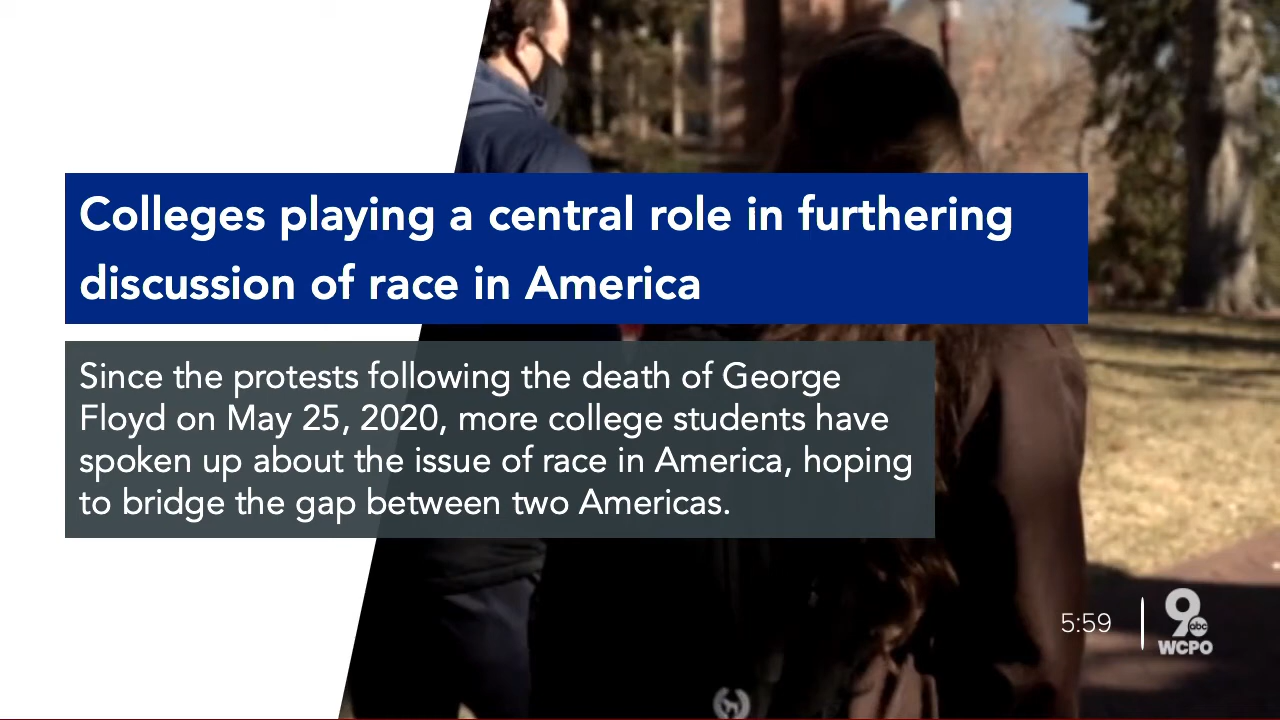 Colleges playing a central role in furthering
discussion of race in America
Since the protests following the death of George
Floyd on May 25, 2020, more college students have
spoken up about the issue of race in America, hoping
to bridge the gap between two Americas.
5:59
9
abc
WCPO